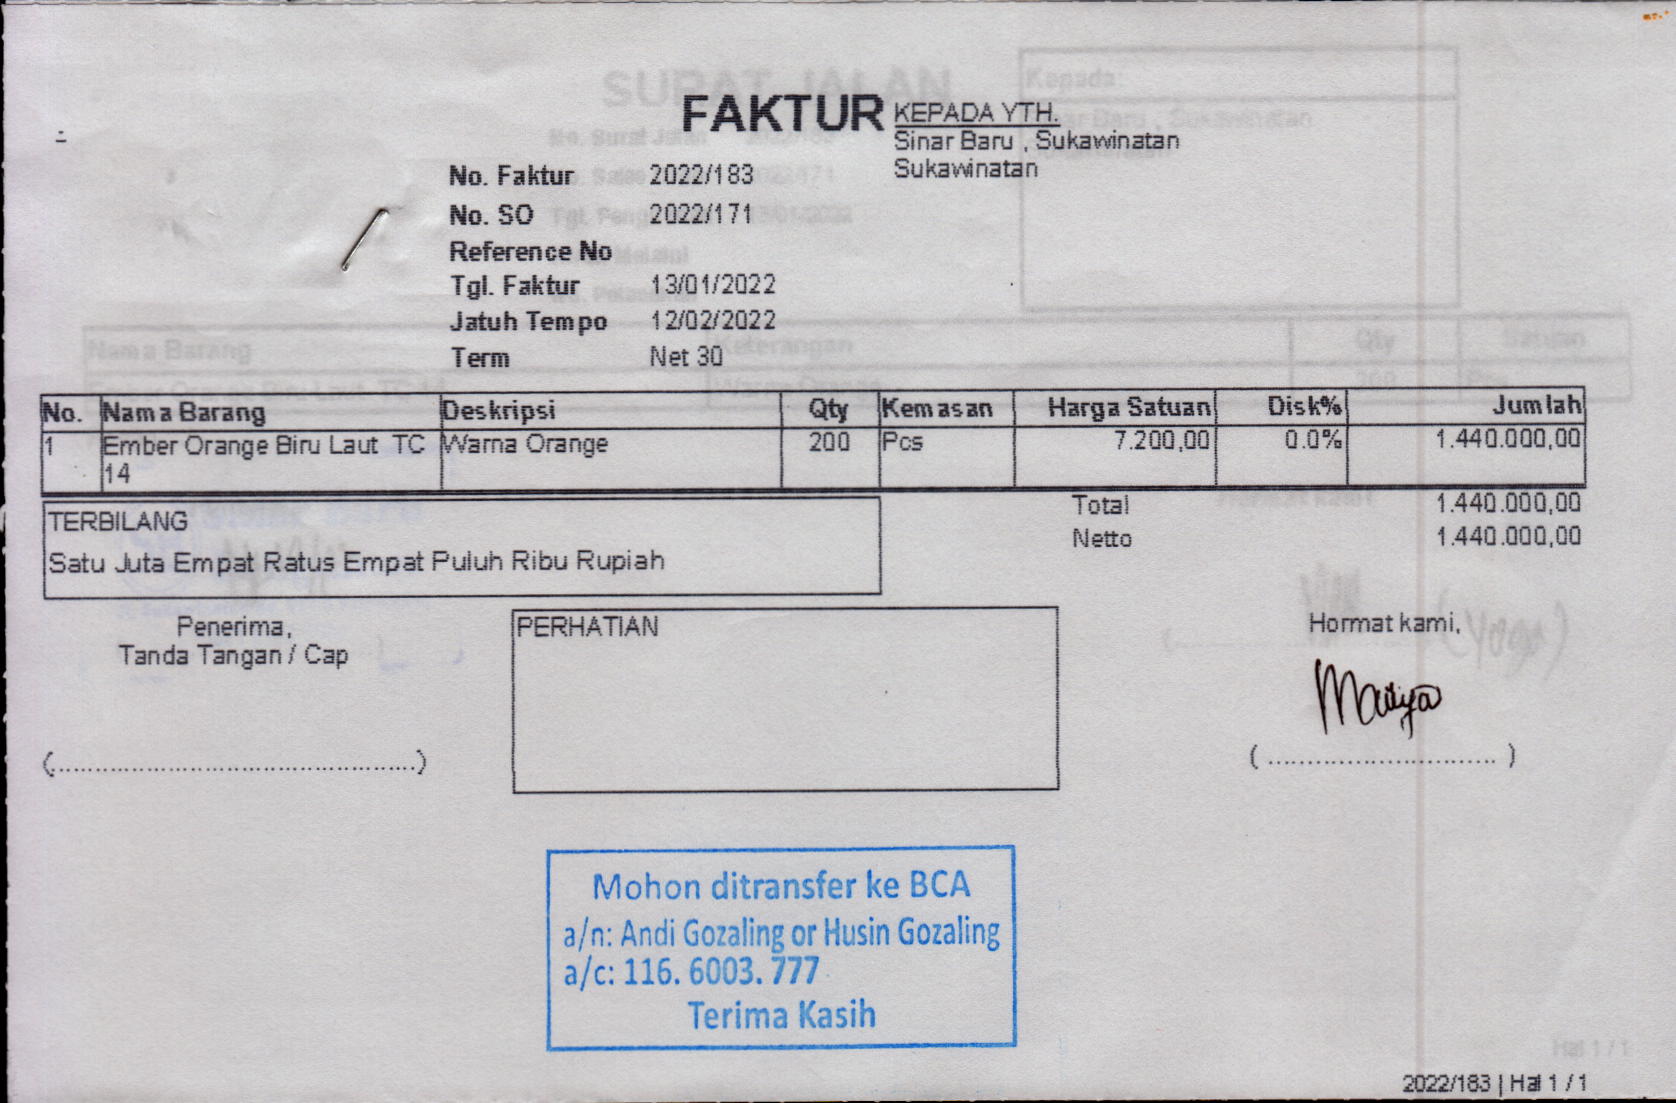 FAKTUR
KEPADA YTH.
Sinar Baru , Sukawinatan
Sukawinatan
No. Faktur 2022/183
No. SO 2022/171
Reference No
Tgl. Faktur 13/01/2022
Jatuh Tempo 12/02/2022
Term Net 30
No. Nama Barang Deskripsi Qty Kemasan Harga Satuan Disk% Jumlah
1 Ember Orange Biru Laut TC 14 Warna Orange 200 Pcs 7.200,00 0.0% 1.440.000,00
Total 1.440.000,00
Netto 1.440.000,00
TERBILANG
Satu Juta Empat Ratus Empat Puluh Ribu Rupiah
Penerima,
Tanda Tangan / Cap
(............................................)
PERHATIAN
Hormat kami,
( ............................ )
Mohon ditransfer ke BCA
a/n: Andi Gozaling or Husin Gozaling
a/c: 116. 6003. 777
Terima Kasih
2022/183 | Hal 1 / 1